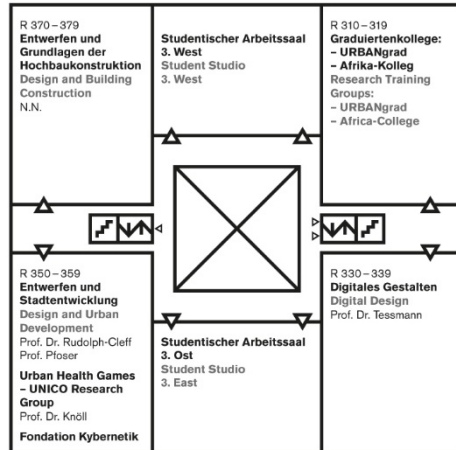 R 370–379
Entwerfen und
Grundlagen der
Hochbaukonstruktion
Design and Building
Construction
N.N.
Studentischer Arbeitssaal
3. West
Student Studio
3. West
R 310–319
Graduiertenkollege:
– URBANgrad
– Afrika-Kolleg
Research Training
Groups:
– URBANgrad
– Africa-College
R 350–359
Entwerfen und
Stadtentwicklung
Design and Urban
Development
Prof. Dr. Rudolph-Cleff
Prof. Pfoser
Urban Health Games
– UNICO Research
Group
Prof. Dr. Knöll
Fondation Kybernetik
Studentischer Arbeitssaal
3. Ost
Student Studio
3. East
R 330–339
Digitales Gestalten
Digital Design
Prof. Dr. Tessmann